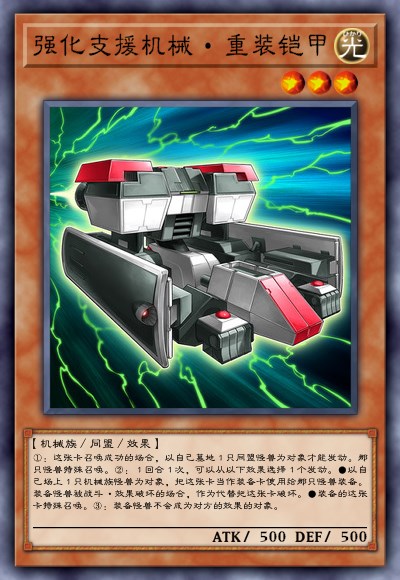 强化支援机械·重装铠甲
光
ひかり
【机械族／同盟／效果】
①：这张卡召唤成功的场合，以自己墓地１只同盟怪兽为对象才能发动。那
只怪兽特殊召唤。②：１回合１次，可以从以下效果选择１个发动。●以自
己场上１只机械族怪兽为对象，把这张卡当作装备卡使用给那只怪兽装备。
装备怪兽被战斗·效果破坏的场合，作为代替把这张卡破坏。●装备的这张
卡特殊召唤。③：装备怪兽不会成为对方的效果的对象。
ATK/ 500 DEF/ 500